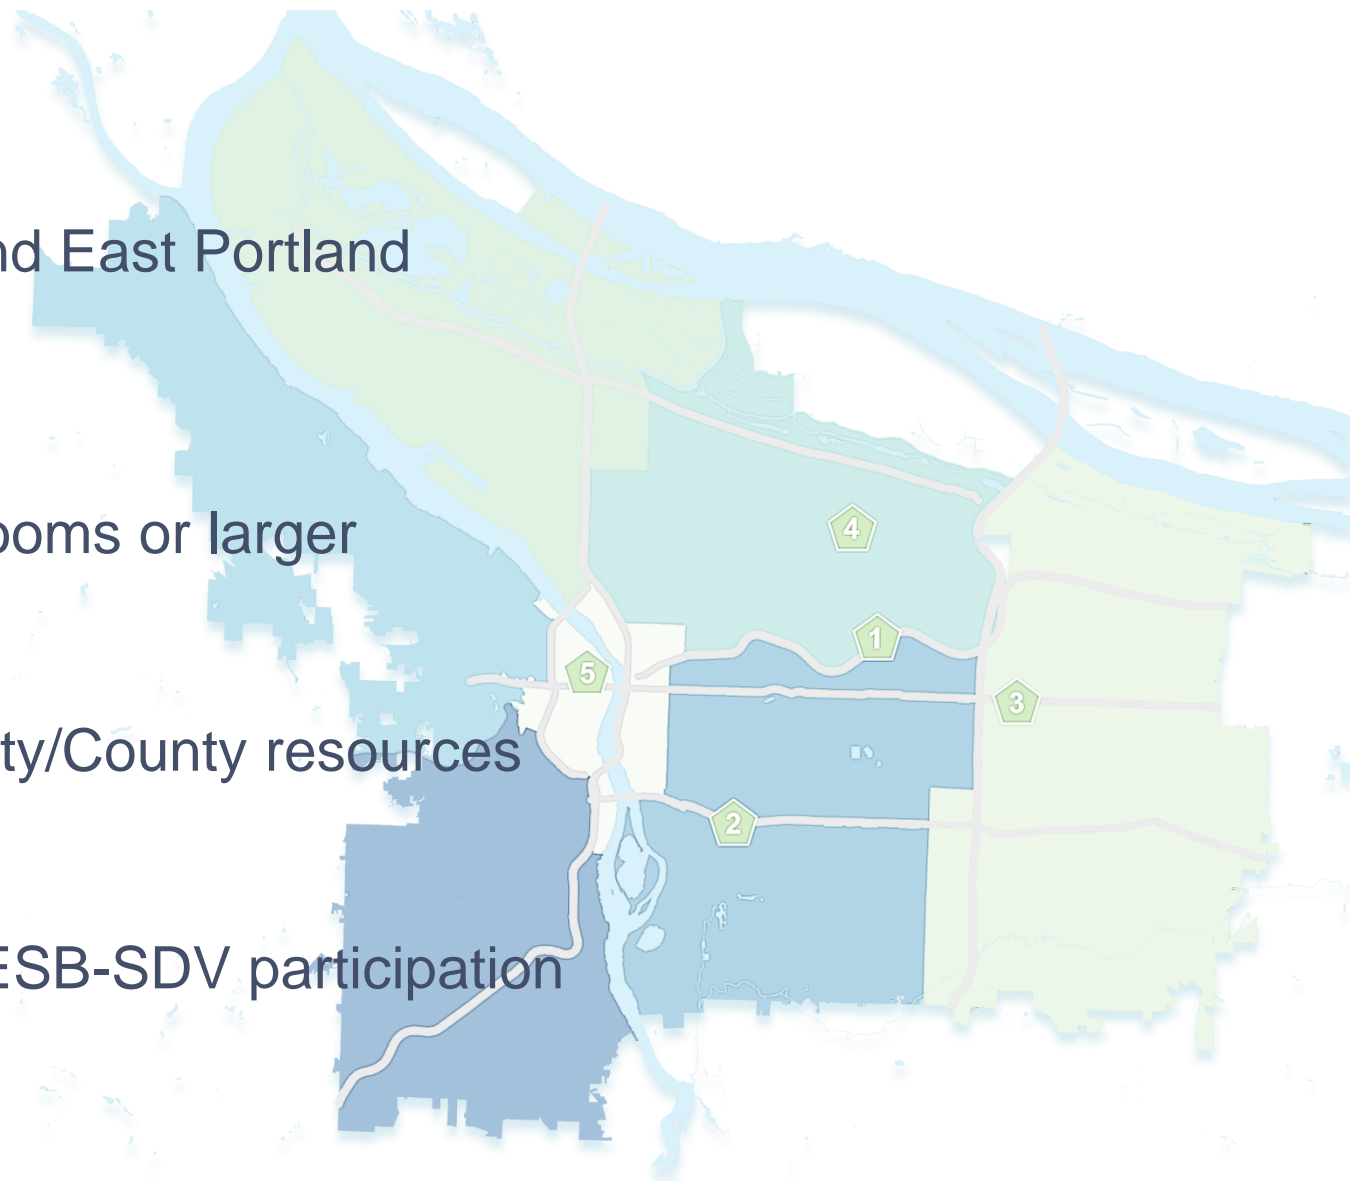 nd East Portland
ooms or larger
4
1
5
3
ty/County resources
2
ESB-SDV participation